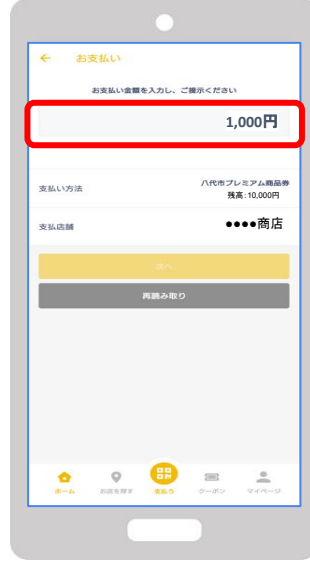 お支払い
お支払い金額を入力し、ご提示ください
1,000円
支払い方法
八代市プレミアム商品券
残高:10,000円
支払店舗
●●●●商店
次へ
再読み取り
ホーム
お店を探す
支払う
クーポン
マイページ